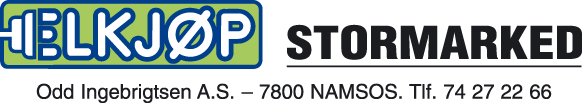 ELKJØP STORMARKED
Odd Ingebrigtsen A.S. – 7800 NAMSOS. Tlf. 74 27 22 66